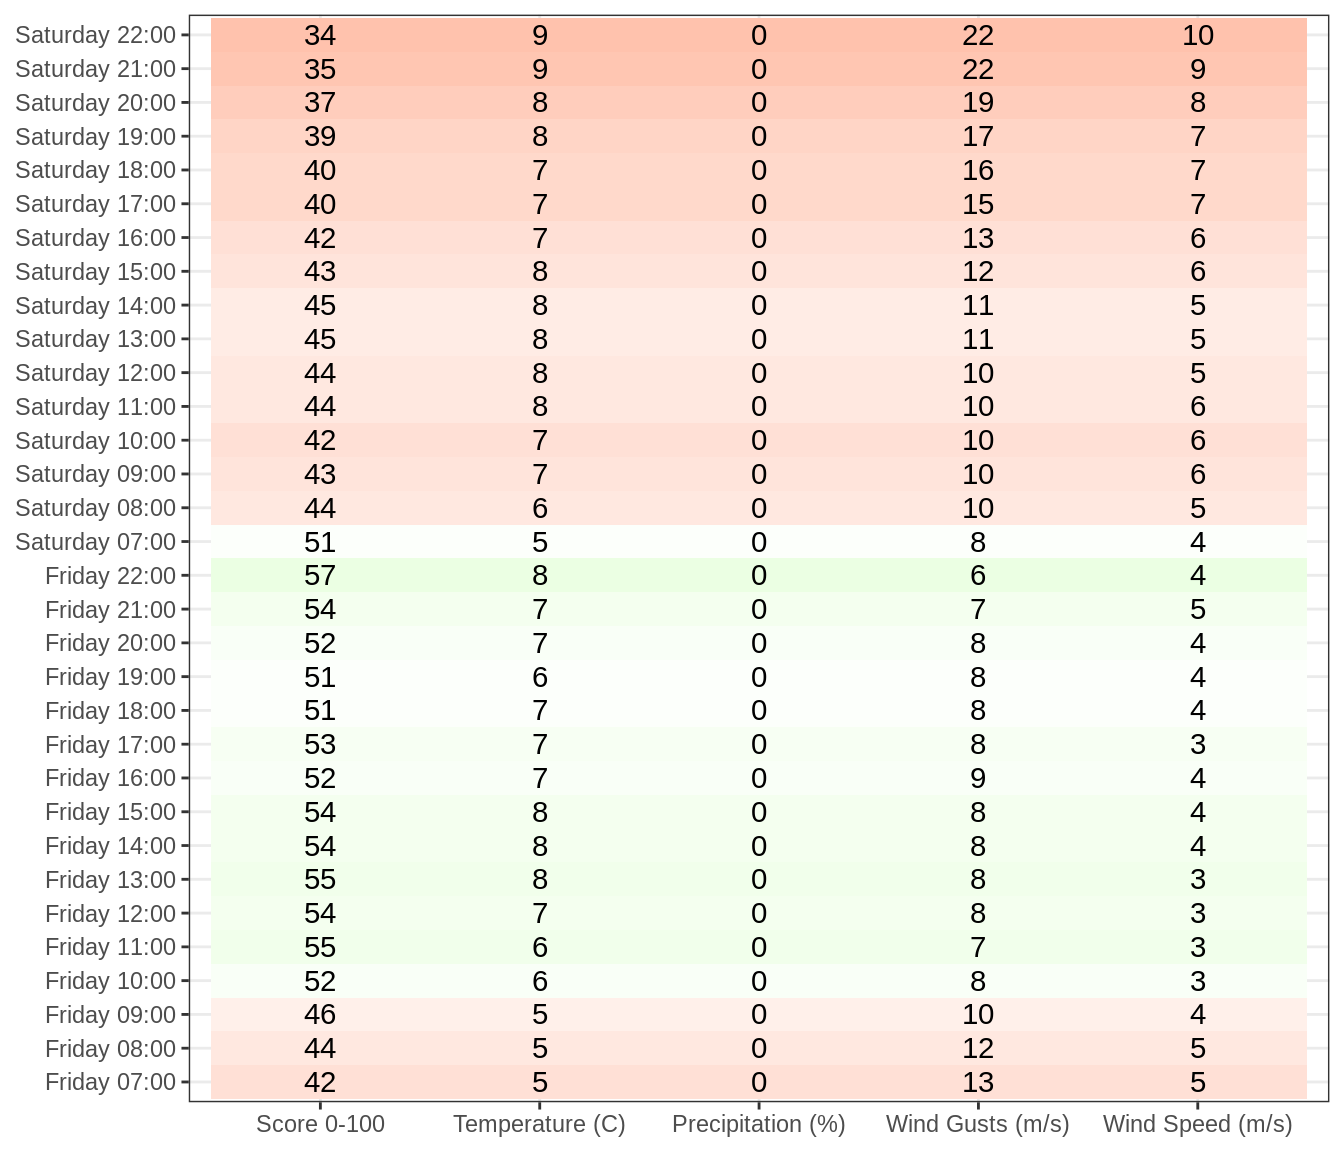 Saturday 22:00 34 9 0 22 10
Saturday 21:00 35 9 0 22 9
Saturday 20:00 37 8 0 19 8
Saturday 19:00 39 8 0 17 7
Saturday 18:00 40 7 0 16 7
Saturday 17:00 40 7 0 15 7
Saturday 16:00 42 7 0 13 6
Saturday 15:00 43 8 0 12 6
Saturday 14:00 45 8 0 11 5
Saturday 13:00 45 8 0 11 5
Saturday 12:00 44 8 0 10 5
Saturday 11:00 44 8 0 10 6
Saturday 10:00 42 7 0 10 6
Saturday 09:00 43 7 0 10 6
Saturday 08:00 44 6 0 10 5
Saturday 07:00 51 5 0 8 4
Friday 22:00 57 8 0 6 4
Friday 21:00 54 7 0 7 5
Friday 20:00 52 7 0 8 4
Friday 19:00 51 6 0 8 4
Friday 18:00 51 7 0 8 4
Friday 17:00 53 7 0 8 3
Friday 16:00 52 7 0 9 4
Friday 15:00 54 8 0 8 4
Friday 14:00 54 8 0 8 4
Friday 13:00 55 8 0 8 3
Friday 12:00 54 7 0 8 3
Friday 11:00 55 6 0 7 3
Friday 10:00 52 6 0 8 3
Friday 09:00 46 5 0 10 4
Friday 08:00 44 5 0 12 5
Friday 07:00 42 5 0 13 5
Score 0-100 Temperature (C) Precipitation (%) Wind Gusts (m/s) Wind Speed (m/s)